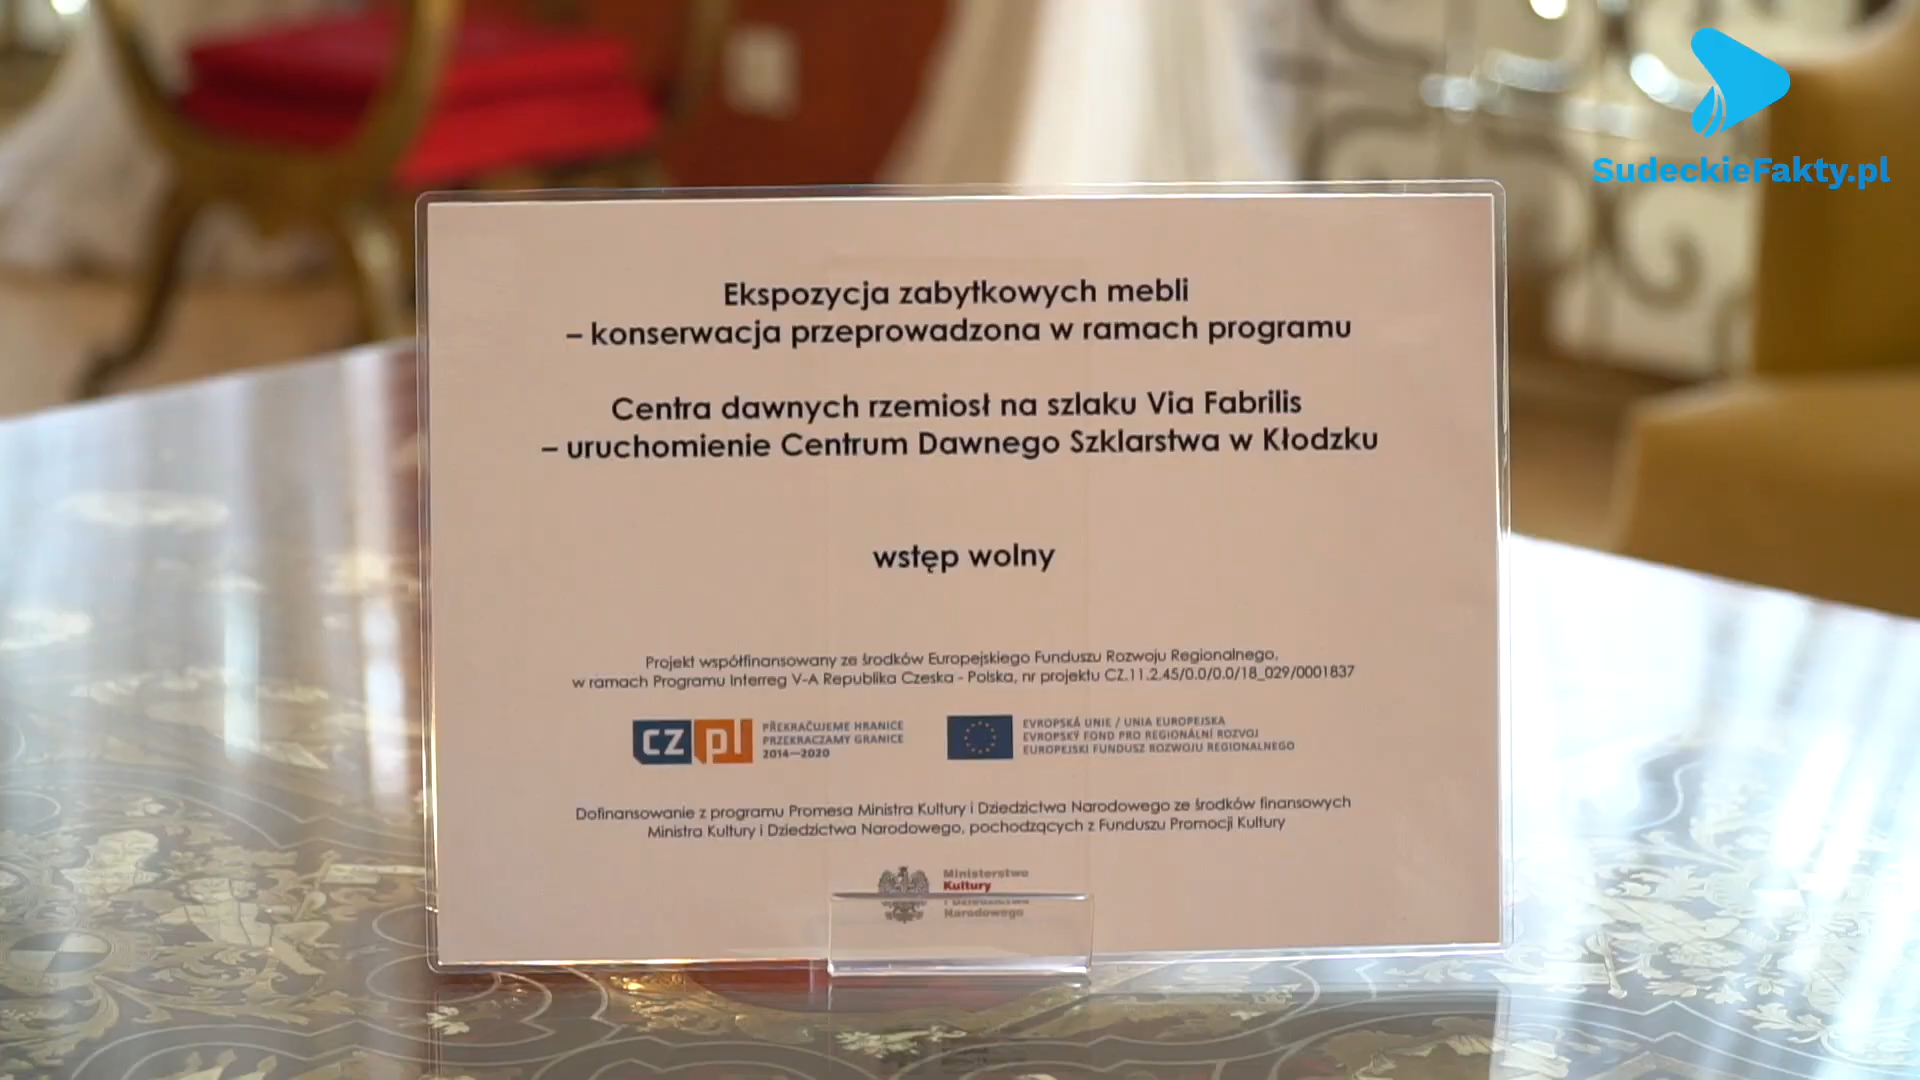 SudeckieFakty.pl
Ekspozycja zabytkowych mebli
– konserwacja przeprowadzona w ramach programu
Centra dawnych rzemiosł na szlaku Via Fabrilis
– uruchomienie Centrum Dawnego Szklarstwa w Kłodzku
wstęp wolny
Projekt współfinansowany ze środków Europejskiego Funduszu Rozwoju Regionalnego,
w ramach Programu Interreg V-A Republika Czeska - Polska, nr projektu CZ.11.2.45/0.0/0.0/18_029/0001837
cz pl
PŘEKRAČUJEME HRANICE
PRZEKRACZAMY GRANICE
2014—2020
EVROPSKÁ UNIE / UNIA EUROPEJSKA
EVROPSKÝ FOND PRO REGIONÁLNÍ ROZVOJ
EUROPEJSKI FUNDUSZ ROZWOJU REGIONALNEGO
Dofinansowanie z programu Promesa Ministra Kultury i Dziedzictwa Narodowego ze środków finansowych
Ministra Kultury i Dziedzictwa Narodowego, pochodzących z Funduszu Promocji Kultury
Ministerstwo
Kultury
i Dziedzictwa
Narodowego